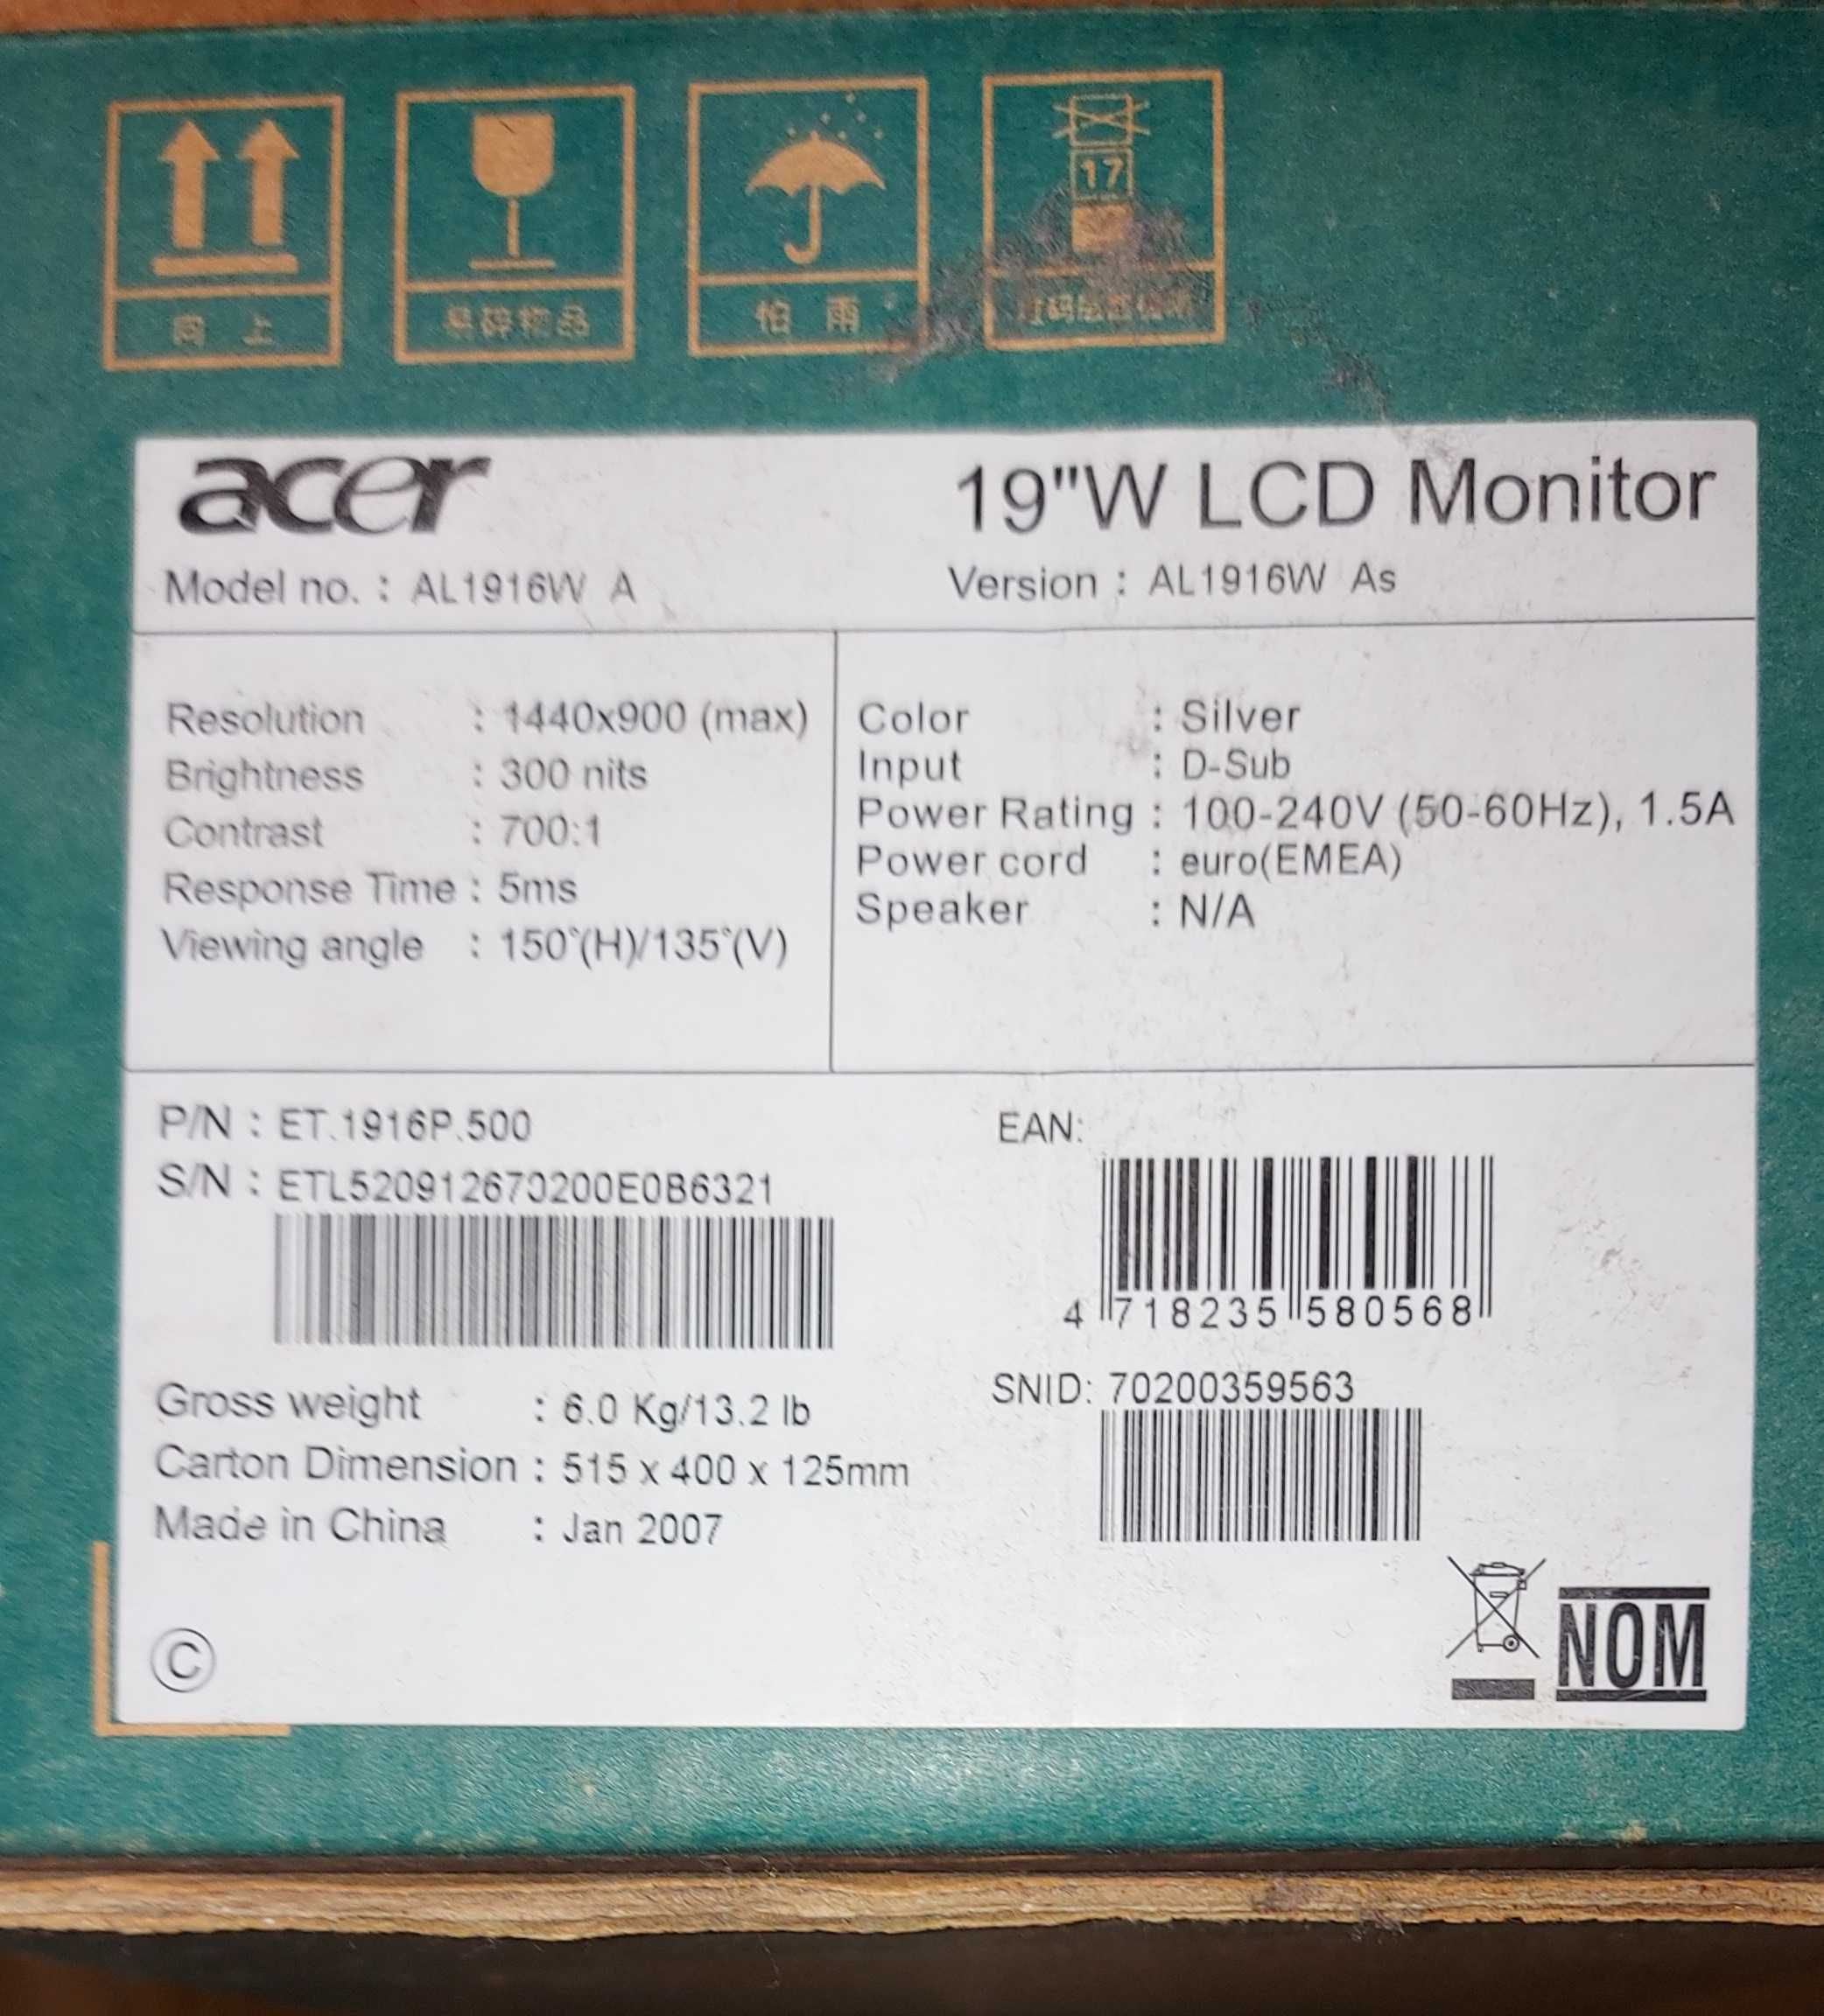 17
向 上
易碎物品
怕 雨
acer
19"W LCD Monitor
Model no. : AL1916W A
Version : AL1916W As
Resolution : 1440x900 (max)
Brightness : 300 nits
Contrast : 700:1
Response Time : 5ms
Viewing angle : 150°(H)/135°(V)
Color : Silver
Input : D-Sub
Power Rating : 100-240V (50-60Hz), 1.5A
Power cord : euro(EMEA)
Speaker : N/A
P/N : ET.1916P.500
S/N : ETL520912670200E0B6321
EAN:
4 718235 580568
SNID: 70200359563
Gross weight : 6.0 Kg/13.2 lb
Carton Dimension : 515 x 400 x 125mm
Made in China : Jan 2007
©
NOM